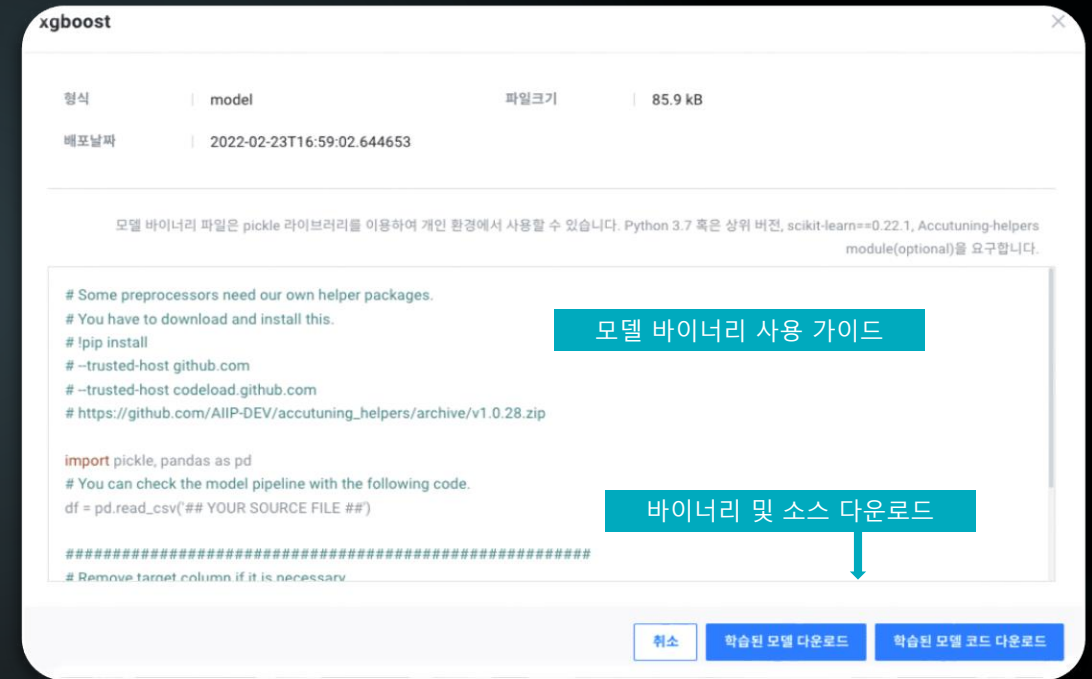 xgboost
형식 model 파일크기 85.9 kB
배포날짜 2022-02-23T16:59:02.644653
모델 바이너리 파일은 pickle 라이브러리를 이용하여 개인 환경에서 사용할 수 있습니다. Python 3.7 혹은 상위 버전, scikit-learn==0.22.1, Accutuning-helpers
module(optional)을 요구합니다.
# Some preprocessors need our own helper packages.
# You have to download and install this.
모델 바이너리 사용 가이드
# !pip install
# --trusted-host github.com
# --trusted-host codeload.github.com
# https://github.com/AIIP-DEV/accutuning_helpers/archive/v1.0.28.zip
import pickle, pandas as pd
# You can check the model pipeline with the following code.
df = pd.read_csv('## YOUR SOURCE FILE ##')
바이너리 및 소스 다운로드
########################################################
# Remove target column if it is necessary
취소 학습된 모델 다운로드 학습된 모델 코드 다운로드